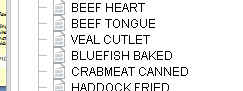 BEEF HEART
BEEF TONGUE
VEAL CUTLET
BLUEFISH BAKED
CRABMEAT CANNED
HADDOCK FRIED